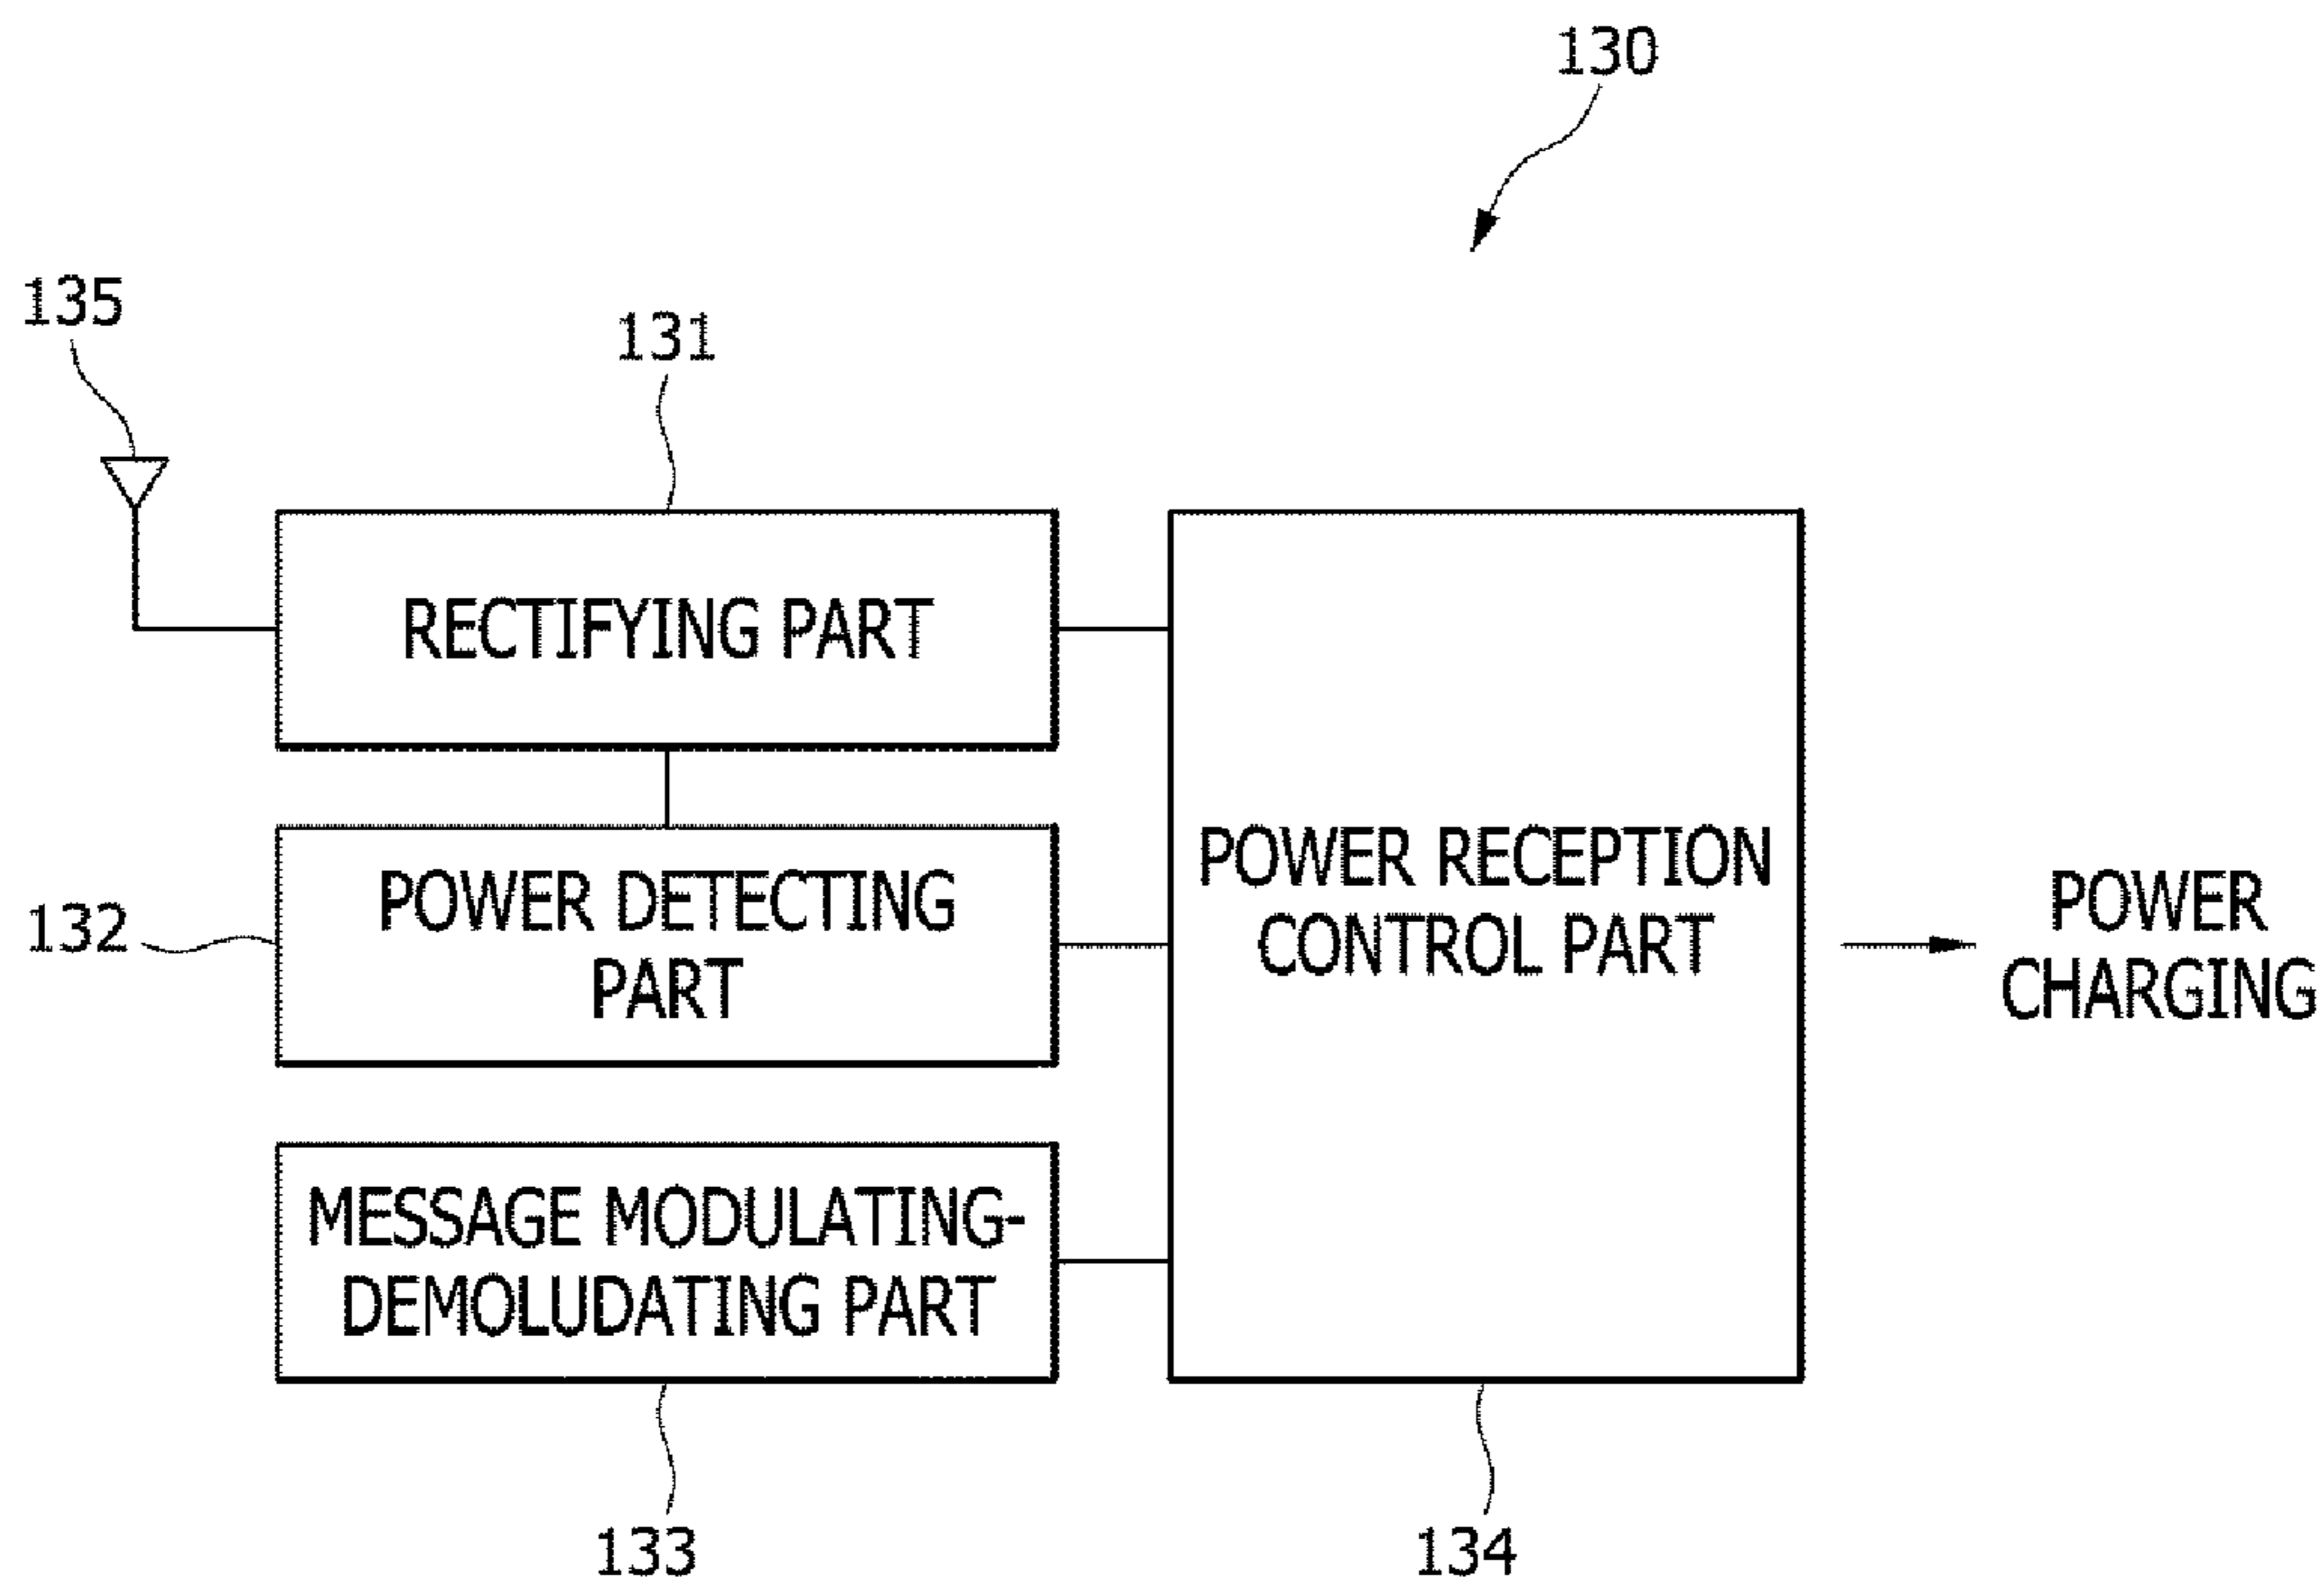 130
135
131
RECTIFYING PART
132
POWER DETECTING
PART
MESSAGE MODULATING-
DEMOLUDATING PART
133
POWER RECEPTION
CONTROL PART
134
POWER
CHARGING